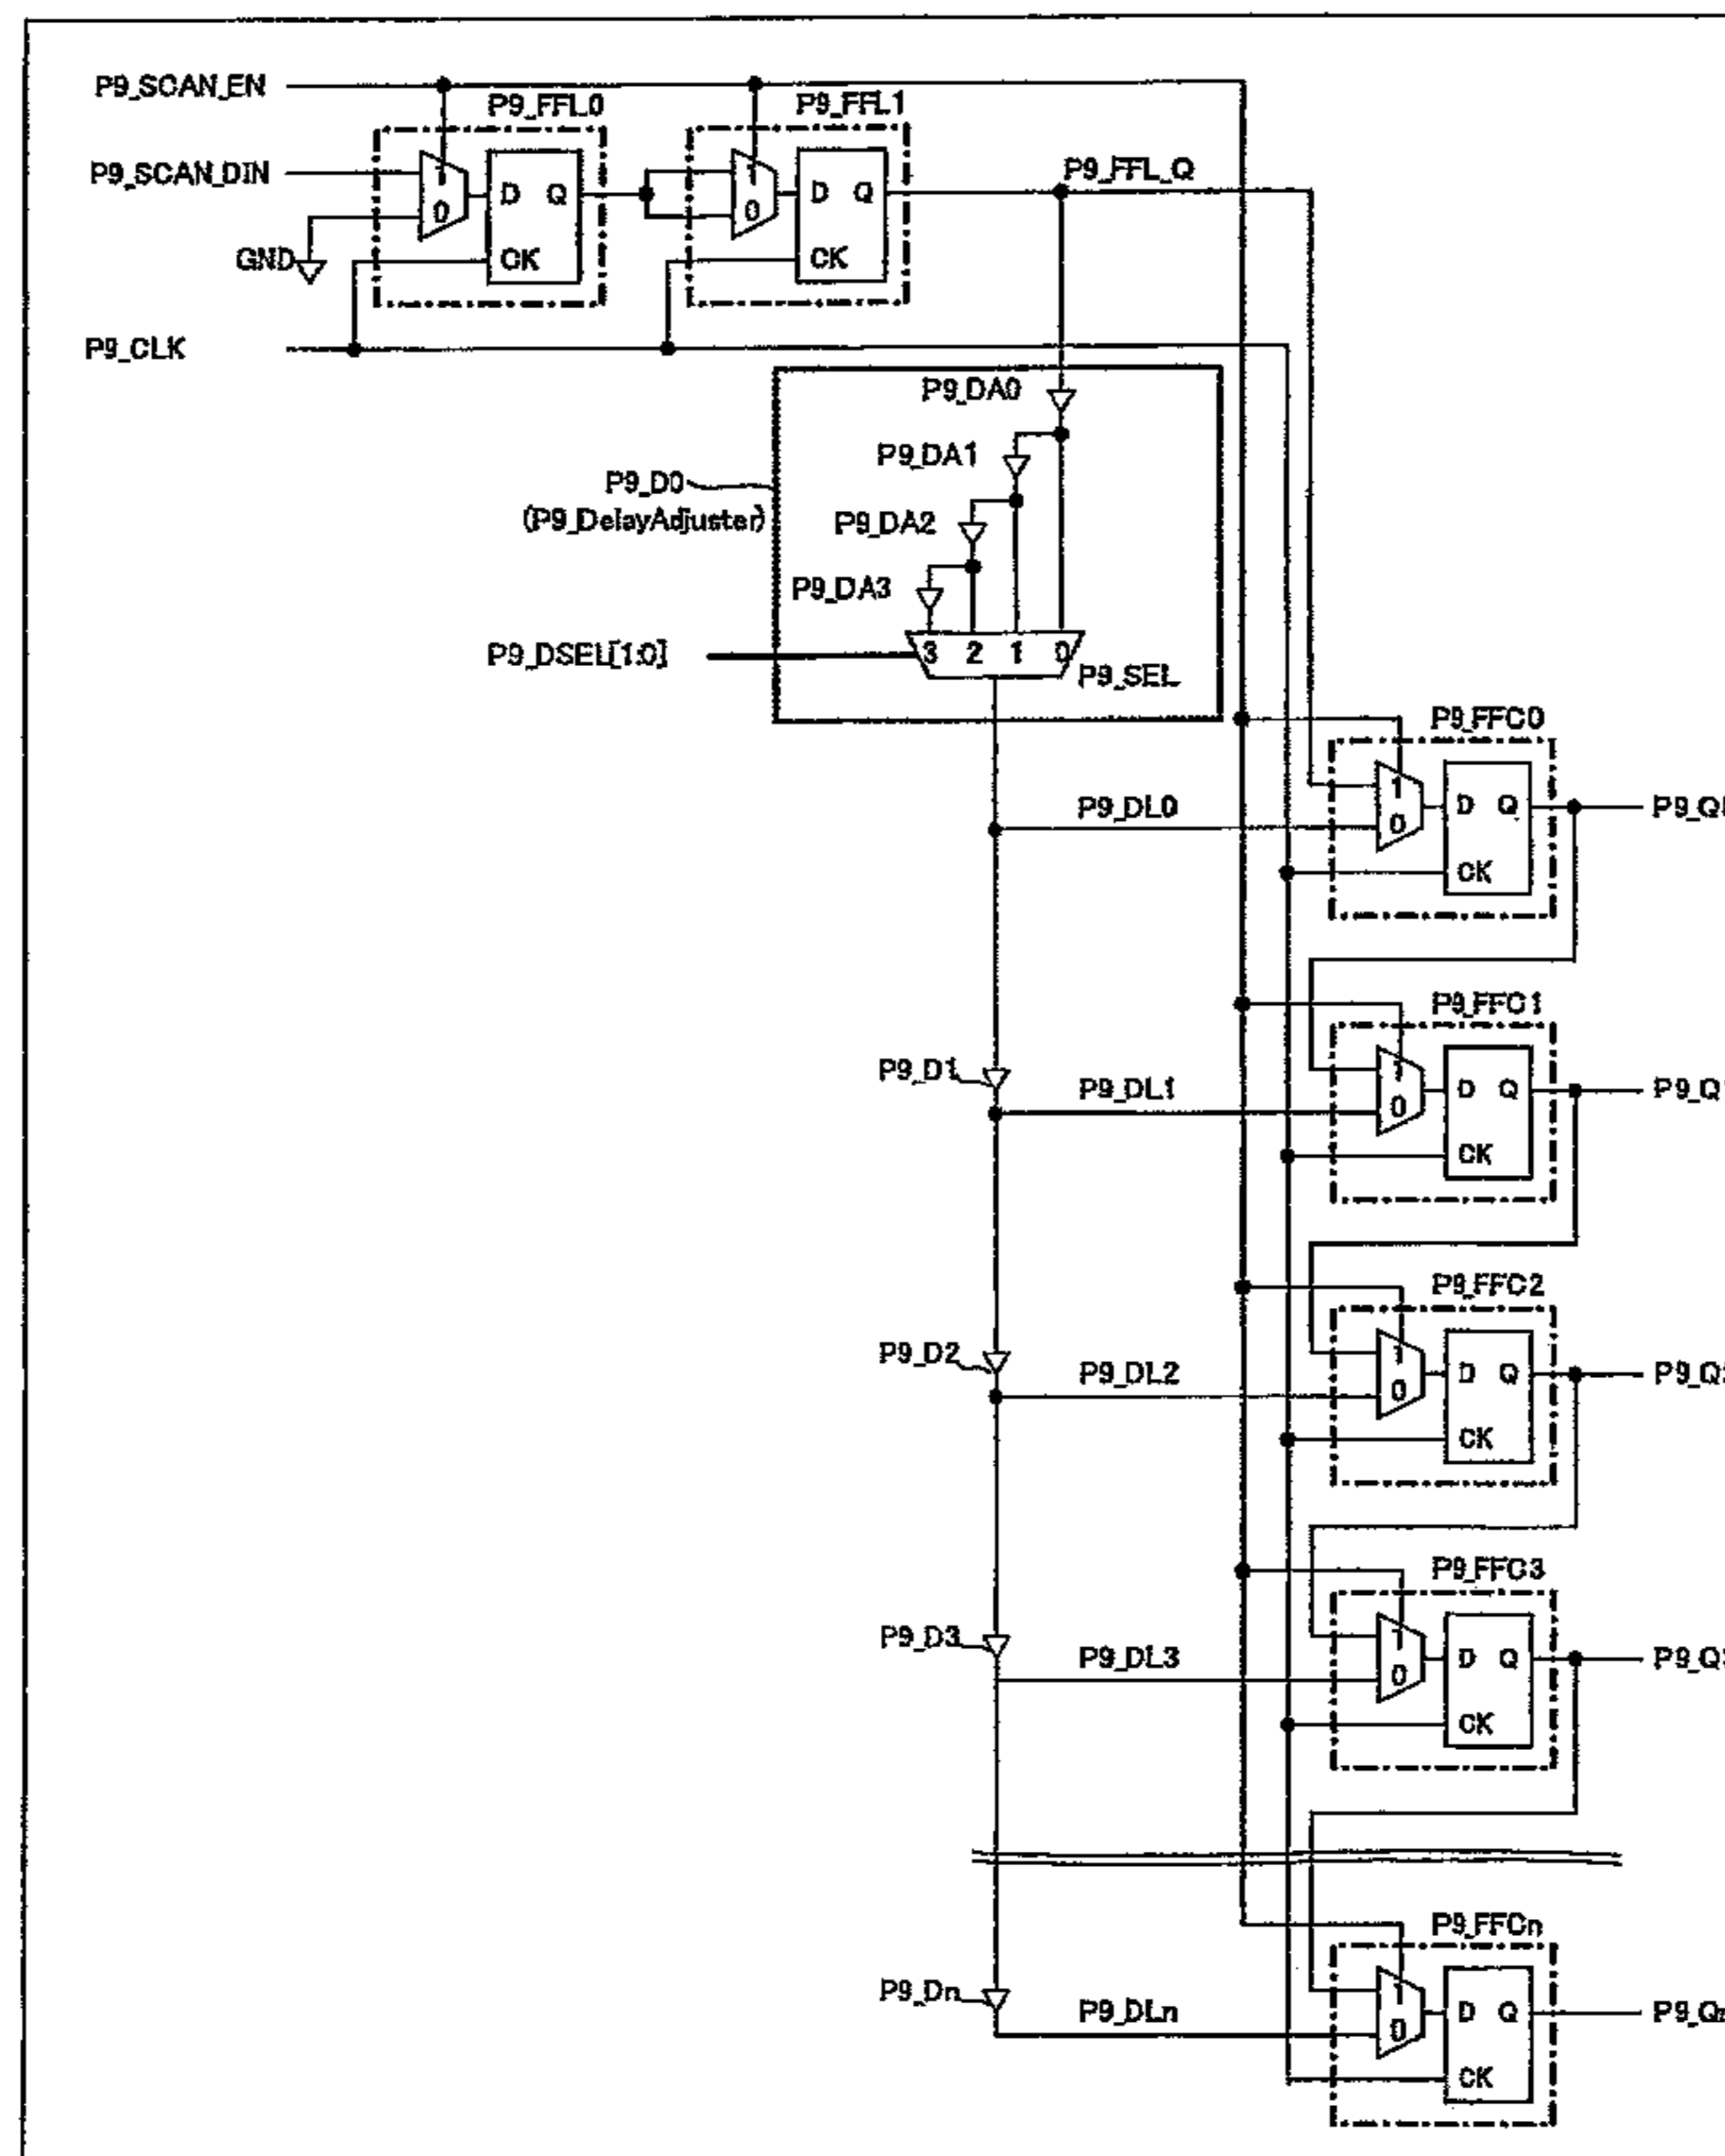 P9_SCAN_EN
P9_FFL0
P9_FFL1
P9_SCAN_DIN
1
0
D Q
CK
1
0
D Q
CK
P9_FFL_Q
GND
P9_CLK
P9_DA0
P9_DA1
P9_D0
(P9_DelayAdjuster)
P9_DA2
P9_DA3
P9_DSEL[1:0]
3 2 1 0
P9_SEL
P9_FFC0
P9_DL0
1
0
D Q
CK
P9_FFC1
P9_D1
P9_DL1
1
0
D Q
CK
P9_Q1
P9_FFC2
P9_D2
P9_DL2
1
0
D Q
CK
P9_FFC3
P9_D3
P9_DL3
1
0
D Q
CK
P9_FFCn
P9_Dn
P9_DLn
1
0
D Q
CK